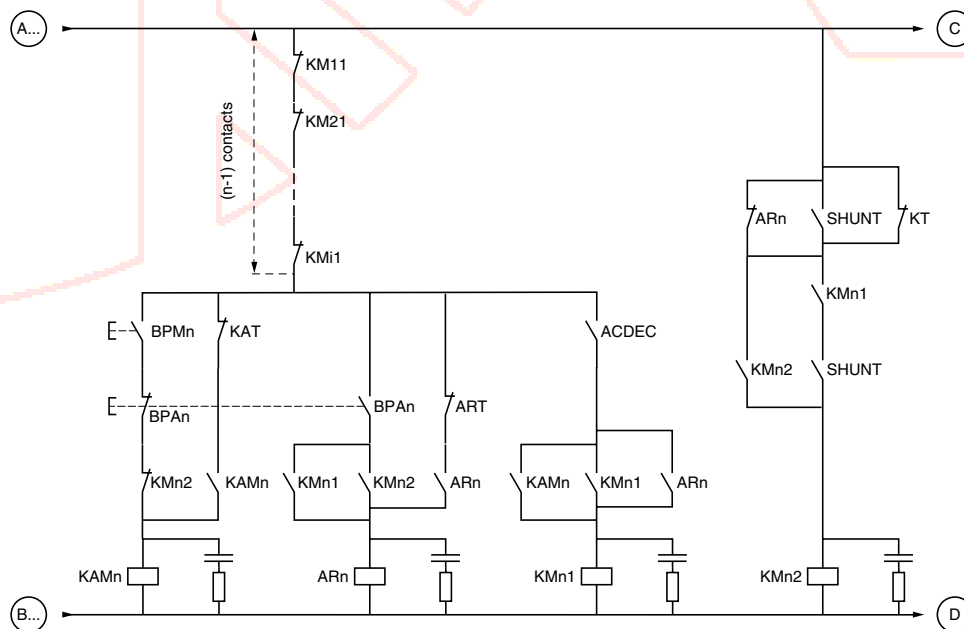 A...
C
KM11
KM21
(n-1) contacts
ARn
SHUNT
KT
KMi1
KMn1
BPMn
KAT
ACDEC
KMn2
SHUNT
BPAn
BPAn
ART
KMn2
KAMn
KMn1
KMn2
ARn
KAMn
KMn1
ARn
KAMn
ARn
KMn1
KMn2
B...
D